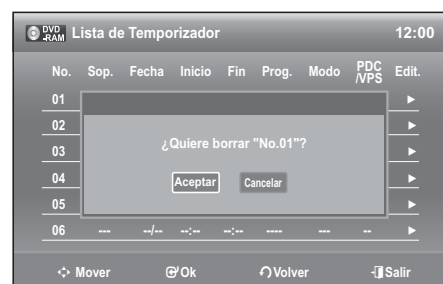 DVD -RAM Lista de Temporizador 12:00
No. Sop. Fecha Inicio Fin Prog. Modo PDC /VPS Edit.
01 ►
02 ►
¿Quiere borrar "No.01"?
03 ►
04 ►
Aceptar Cancelar
05 ►
06 --- --/-- --:-- --:-- ---- --- -- ►
Mover Ok Volver Salir